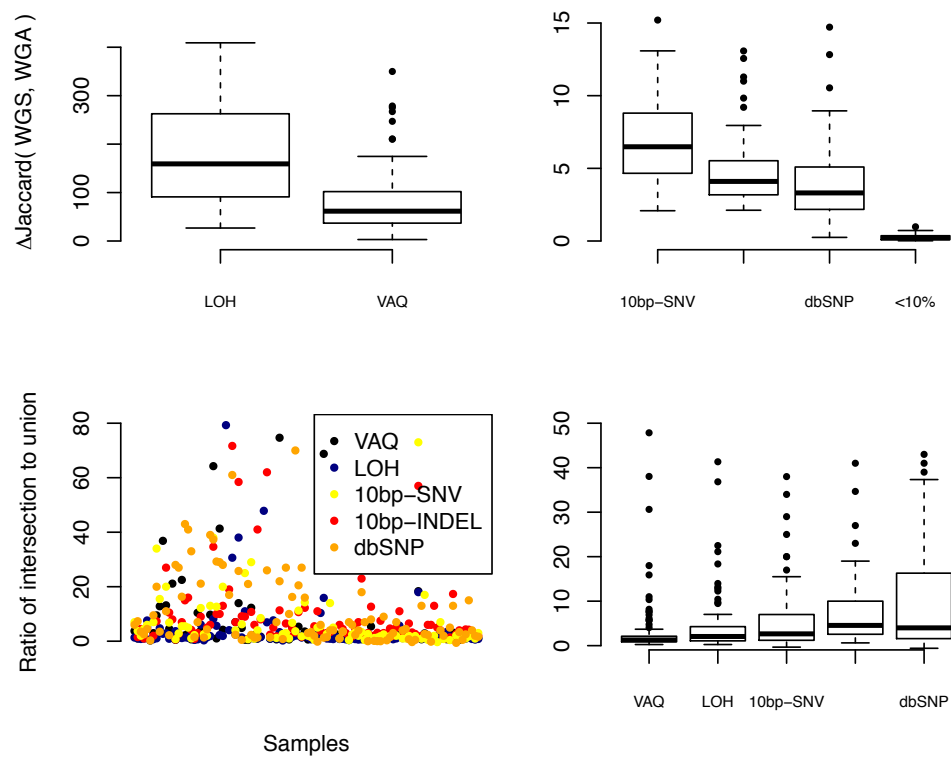 ΔJaccard( WGS, WGA )
300
100
0
LOH VAQ
15
10
5
0
10bp−SNV dbSNP <10%
Ratio of intersection to union
80
60
40
20
0
VAQ
LOH
10bp−SNV
10bp−INDEL
dbSNP
Samples
50
40
30
20
10
0
VAQ LOH 10bp−SNV dbSNP